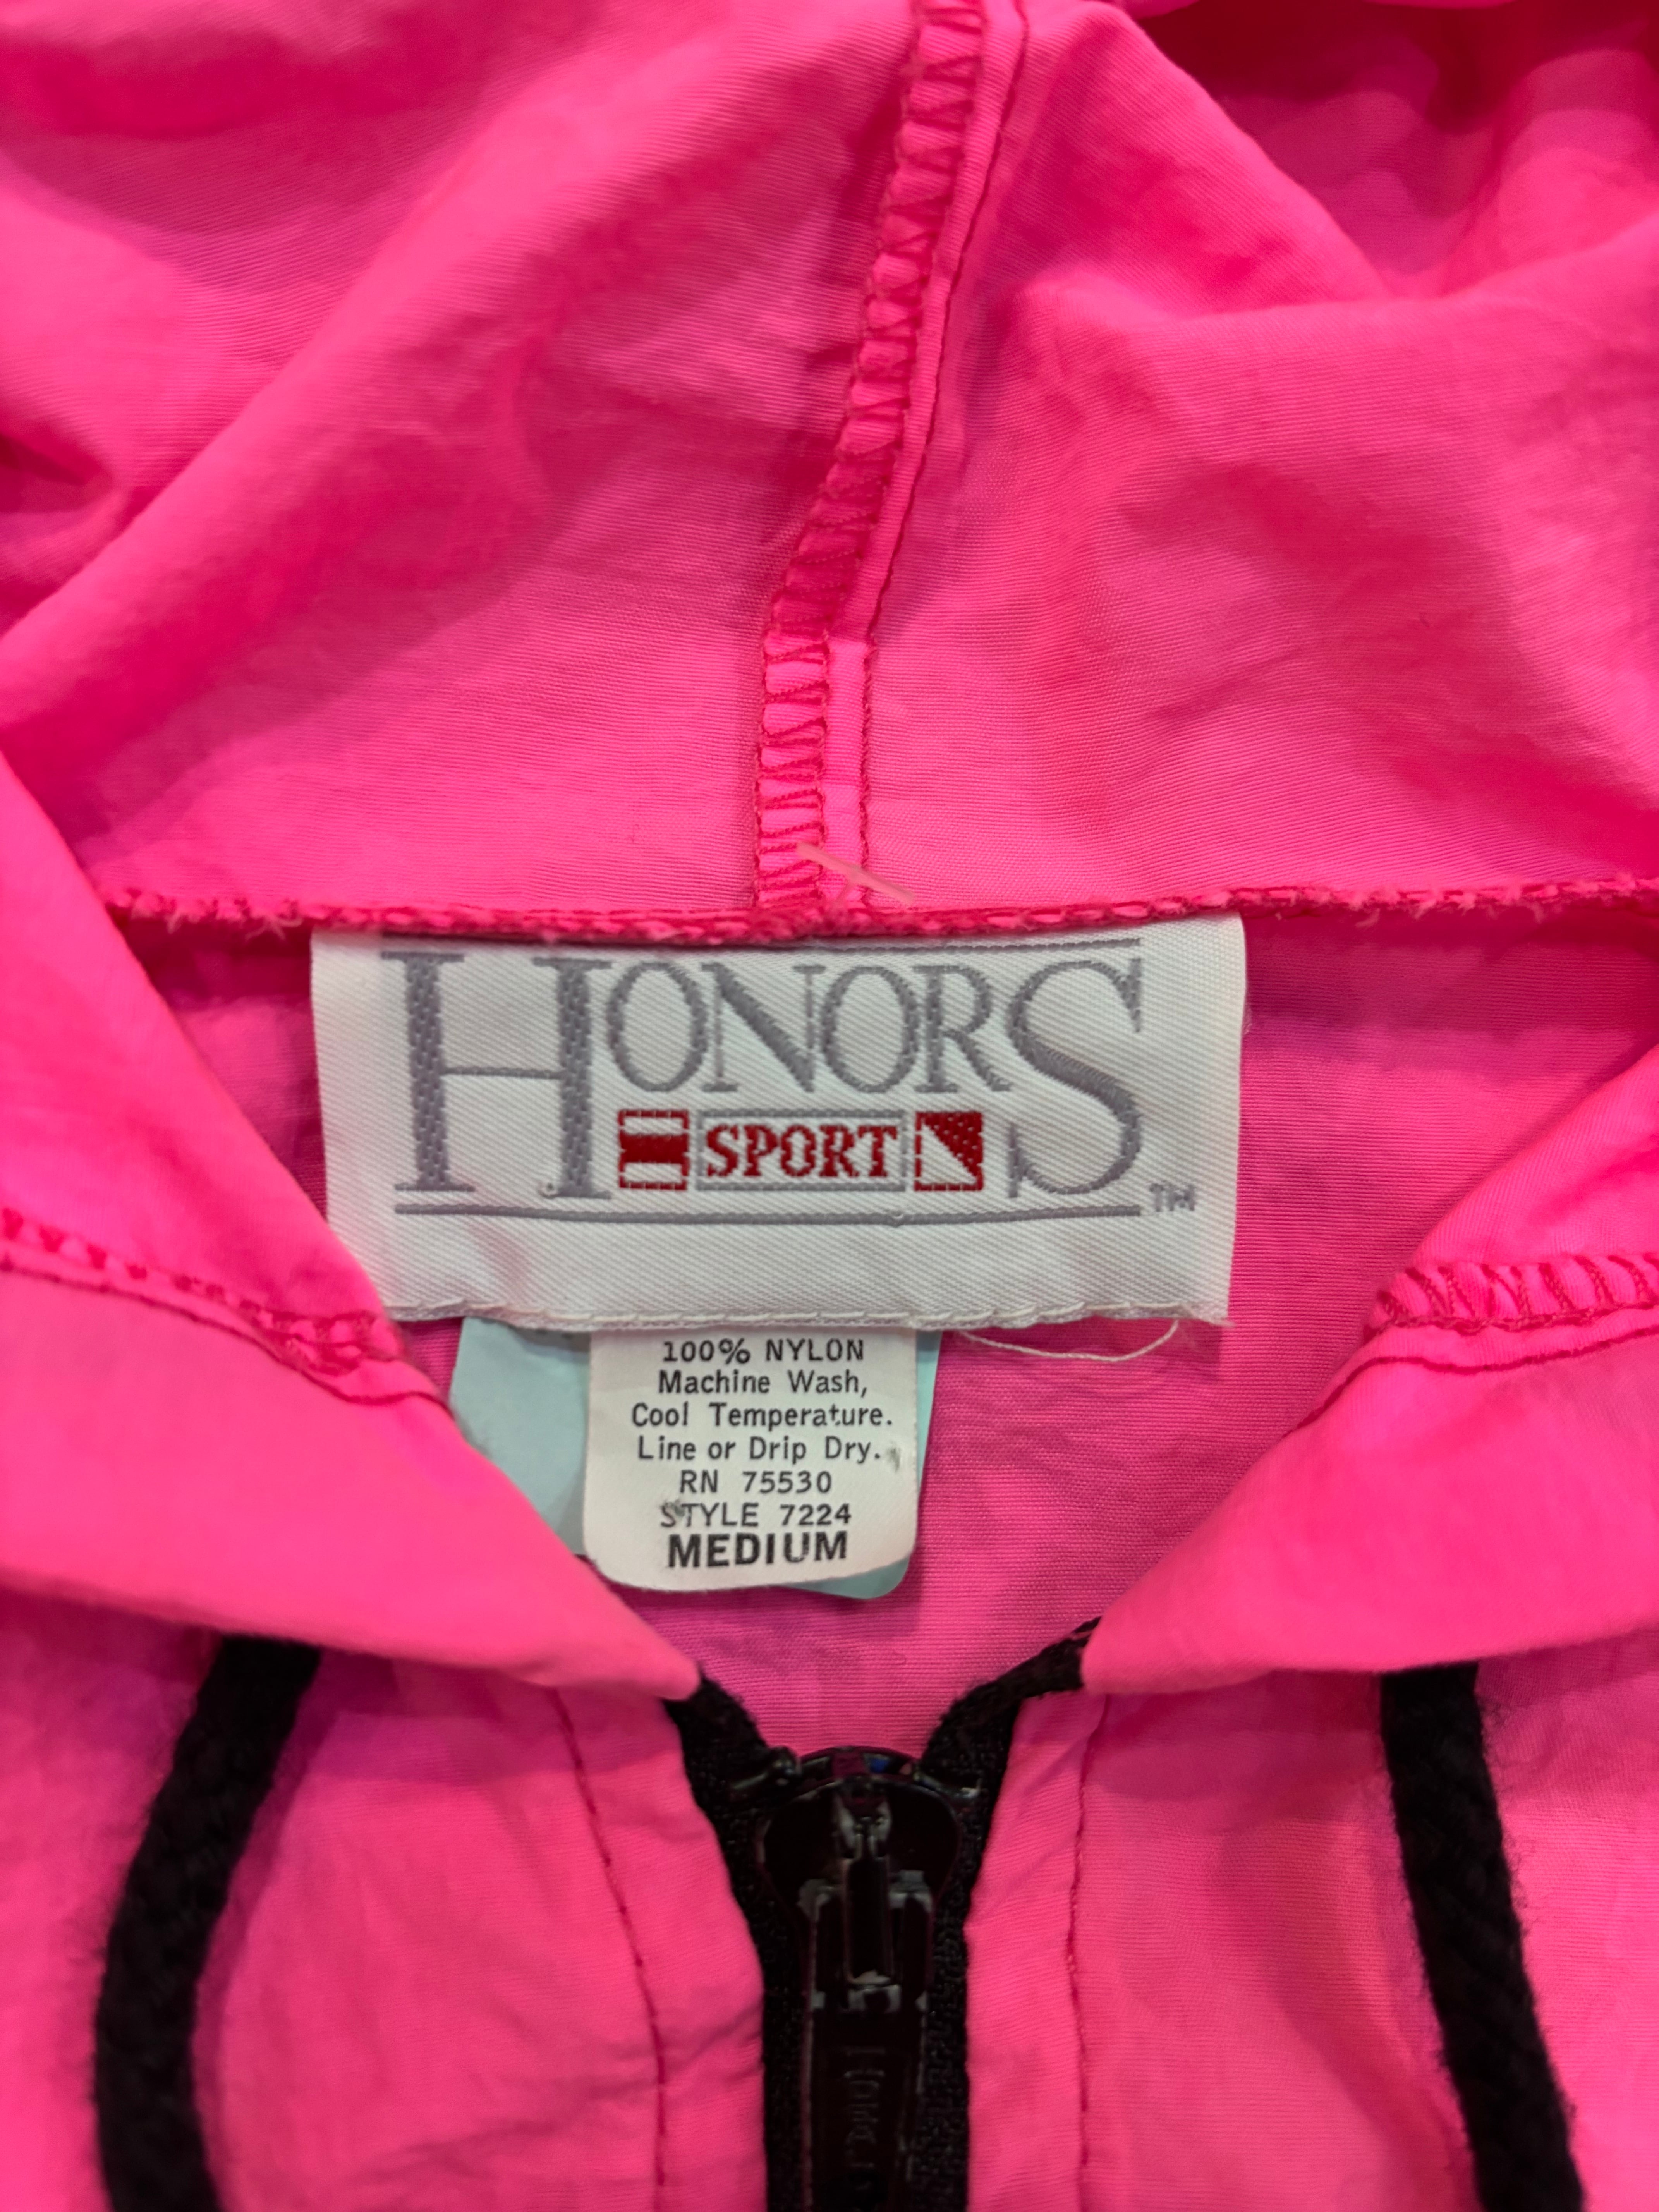 HONORS
SPORT
TM
100% NYLON
Machine Wash,
Cool Temperature.
Line or Drip Dry.
RN 75530
STYLE 7224
MEDIUM